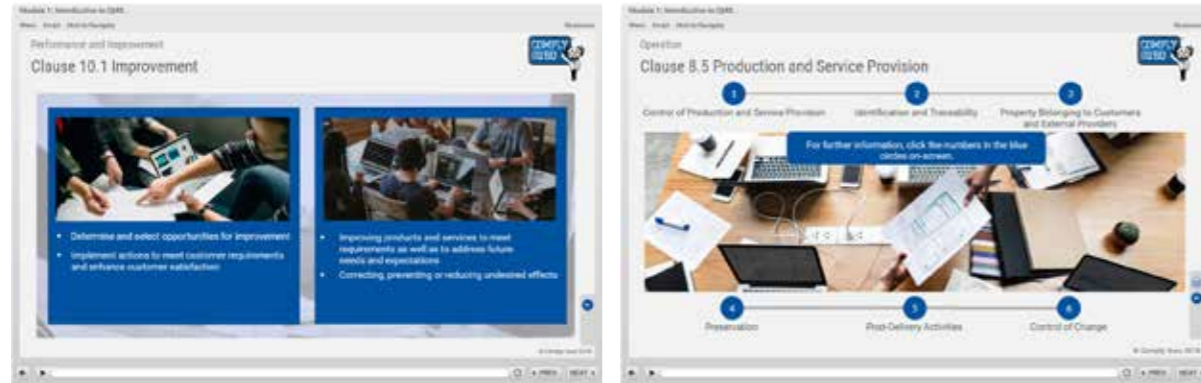 Module 1: Introduction to QMS
Performance and Improvement
Clause 10.1 Improvement
• Determine and select opportunities for improvement
• Implement actions to meet customer requirements
and enhance customer satisfaction
• Improving products and services to meet
requirements as well as to address future
needs and expectations
• Correcting, preventing or reducing undesired effects
PREV
NEXT
Module 1: Introduction to QMS
Operation
Clause 8.5 Production and Service Provision
1
2
3
Control of Production and Service Provision
Identification and Traceability
Property Belonging to Customers
and External Providers
For further information, click the numbers in the blue
circles on-screen.
4
5
6
Preservation
Post-Delivery Activities
Control of Change
PREV
NEXT